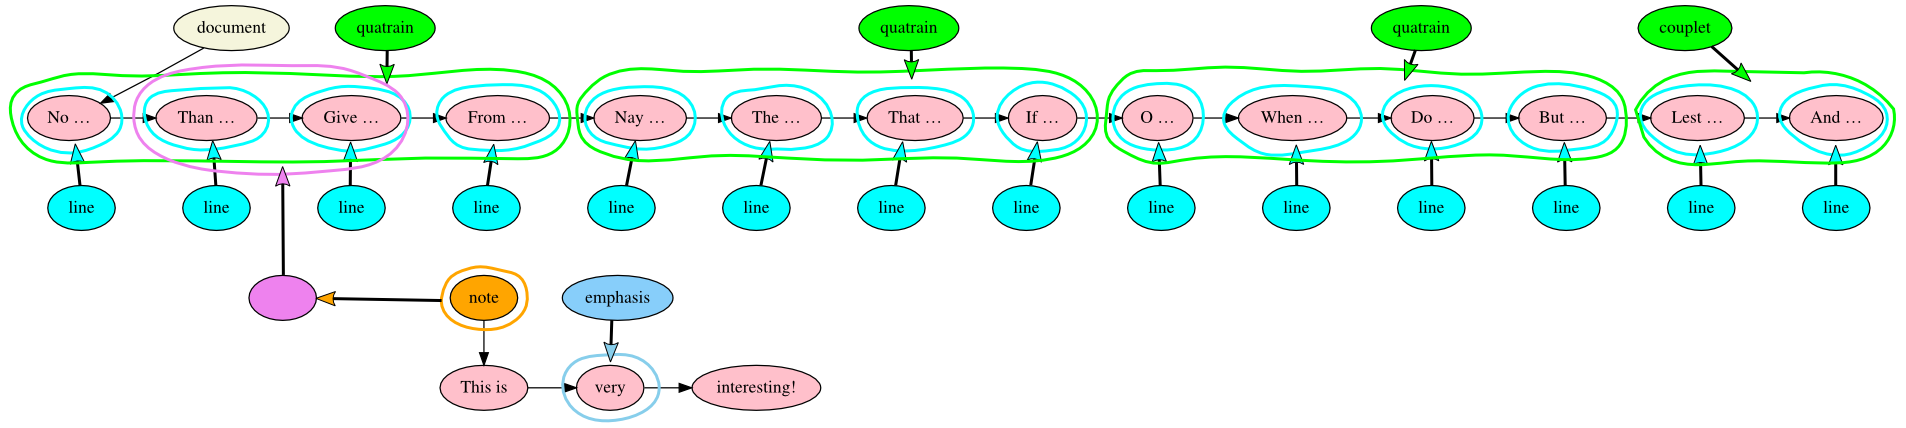 document quatrain quatrain quatrain couplet
No … Than … Give … From … Nay … The … That … If … O … When … Do … But … Lest … And …
line line line line line line line line line line line line line line
note emphasis
This is very interesting!